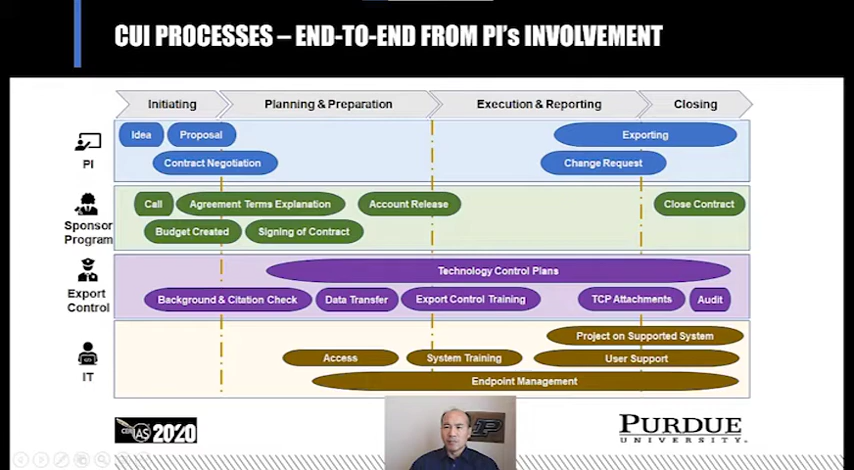 CUI PROCESSES – END-TO-END FROM PI's INVOLVEMENT
Initiating
Planning & Preparation
Execution & Reporting
Closing
PI
Idea
Proposal
Exporting
Contract Negotiation
Change Request
Sponsor
Program
Call
Agreement Terms Explanation
Account Release
Close Contract
Budget Created
Signing of Contract
Export
Control
Technology Control Plans
Background & Citation Check
Data Transfer
Export Control Training
TCP Attachments
Audit
IT
Project on Supported System
Access
System Training
User Support
Endpoint Management
CERIAS 2020
PURDUE
UNIVERSITY
P